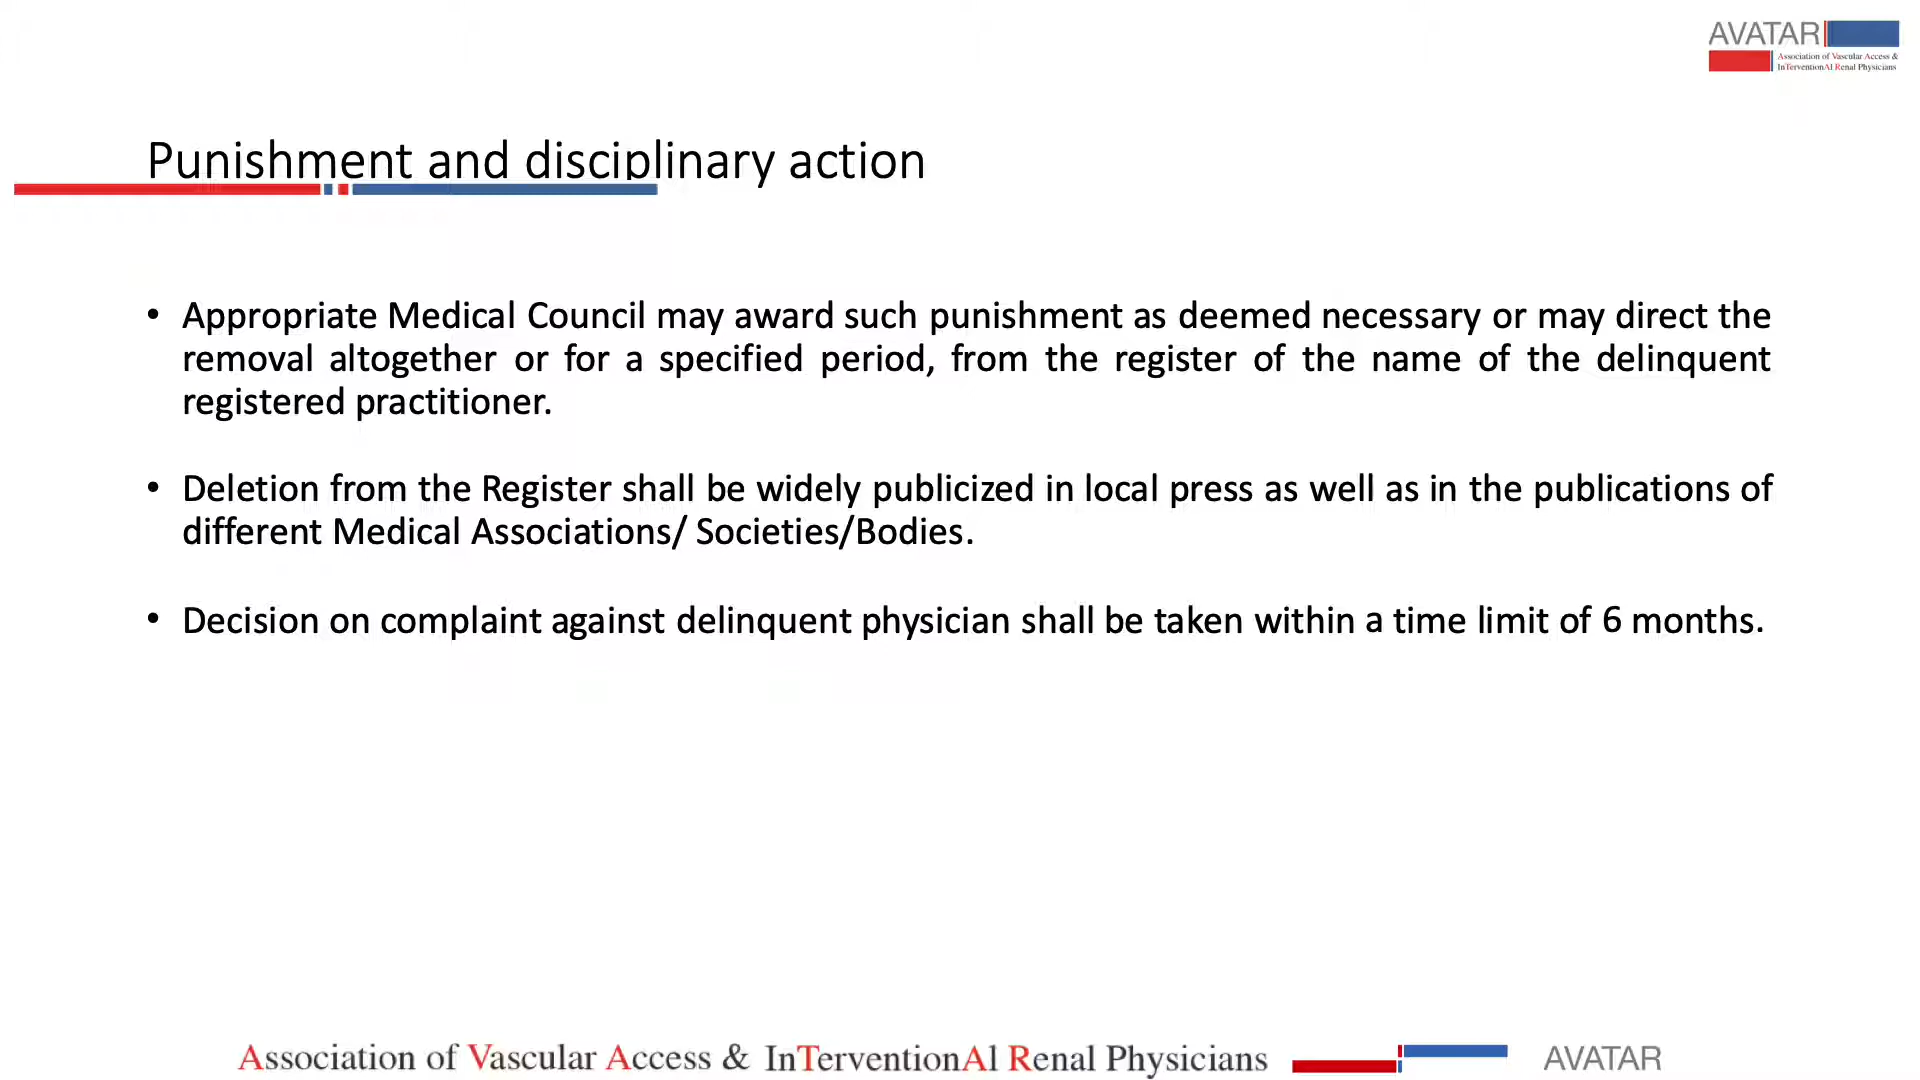 AVATAR
Association of Vascular Access &
InTerventionAl Renal Physicians
Punishment and disciplinary action
• Appropriate Medical Council may award such punishment as deemed necessary or may direct the
removal altogether or for a specified period, from the register of the name of the delinquent
registered practitioner.
• Deletion from the Register shall be widely publicized in local press as well as in the publications of
different Medical Associations/ Societies/Bodies.
• Decision on complaint against delinquent physician shall be taken within a time limit of 6 months.
Association of Vascular Access & InTerventionAl Renal Physicians AVATAR